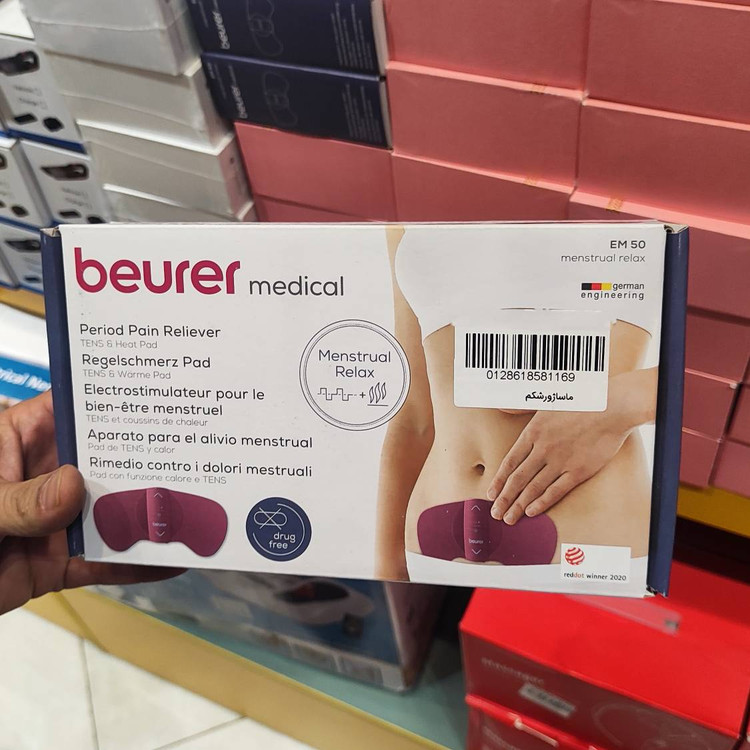 beurer medical
EM 50
menstrual relax
german
engineering
Period Pain Reliever
TENS & Heat Pad
Regelschmerz Pad
TENS & Wärme Pad
Electrostimulateur pour le
bien-être menstruel
TENS et coussins de chaleur
Aparato para el alivio menstrual
Pad de TENS y calor
Rimedio contro i dolori mestruali
Pad con funzione calore e TENS
Menstrual
Relax
0128618581169
ماساژورشکم
beurer
drug
free
beurer
reddot winner 2020